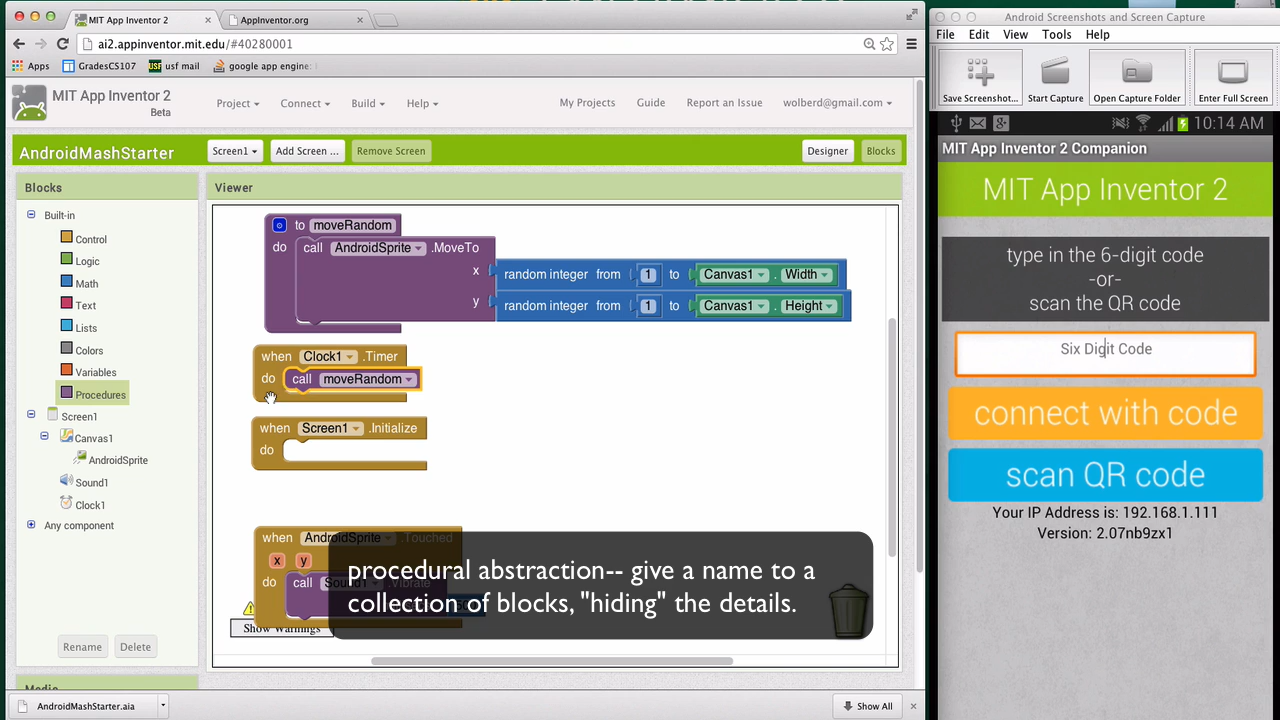 MIT App Inventor 2
AppInventor.org
ai2.appinventor.mit.edu/#40280001
Apps
GradesCS107
USF
usf mail
google app engine:
MIT App Inventor 2
Beta
Project
Connect
Build
Help
My Projects
Guide
Report an Issue
wolberd@gmail.com
AndroidMashStarter
Screen1
Add Screen ...
Remove Screen
Designer
Blocks
Blocks
Built-in
Control
Logic
Math
Text
Lists
Colors
Variables
Procedures
Screen1
Canvas1
AndroidSprite
Sound1
Clock1
Any component
Rename
Delete
Media
Viewer
to moveRandom
do call AndroidSprite .MoveTo
x random integer from 1 to Canvas1 . Width
y random integer from 1 to Canvas1 . Height
when Clock1 .Timer
do call moveRandom
when Screen1 .Initialize
do
when AndroidSprite .Touched
x y
do call Sound1 .Vibrate
Show Warnings
procedural abstraction-- give a name to a
collection of blocks, "hiding" the details.
AndroidMashStarter.aia
Show All
Android Screenshots and Screen Capture
File Edit View Tools Help
Save Screenshot...
Start Capture
Open Capture Folder
Enter Full Screen
10:14 AM
MIT App Inventor 2 Companion
MIT App Inventor 2
type in the 6-digit code
-or-
scan the QR code
Six Digit Code
connect with code
scan QR code
Your IP Address is: 192.168.1.111
Version: 2.07nb9zx1